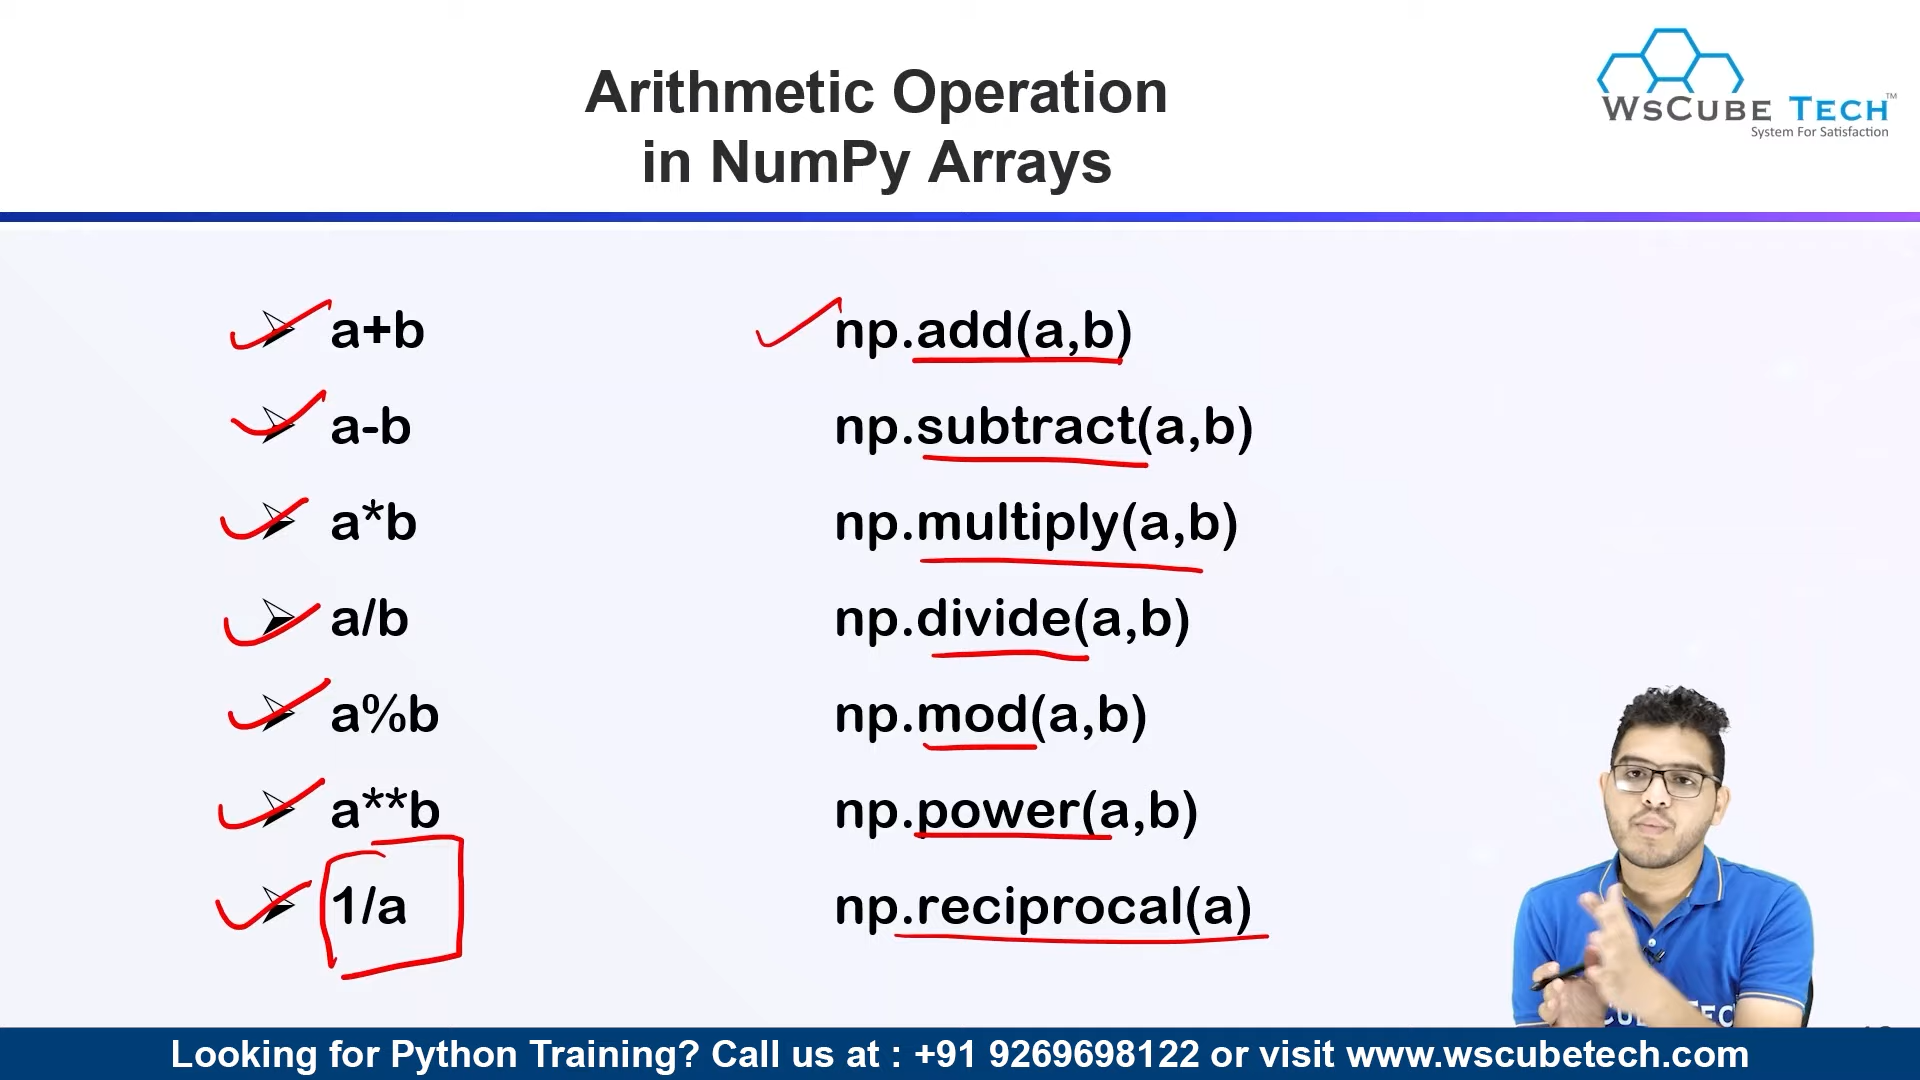 Arithmetic Operation
in NumPy Arrays
WsCube Tech™
System For Satisfaction
a+b np.add(a,b)
a-b np.subtract(a,b)
a*b np.multiply(a,b)
a/b np.divide(a,b)
a%b np.mod(a,b)
a**b np.power(a,b)
1/a np.reciprocal(a)
Looking for Python Training? Call us at : +91 9269698122 or visit www.wscubetech.com